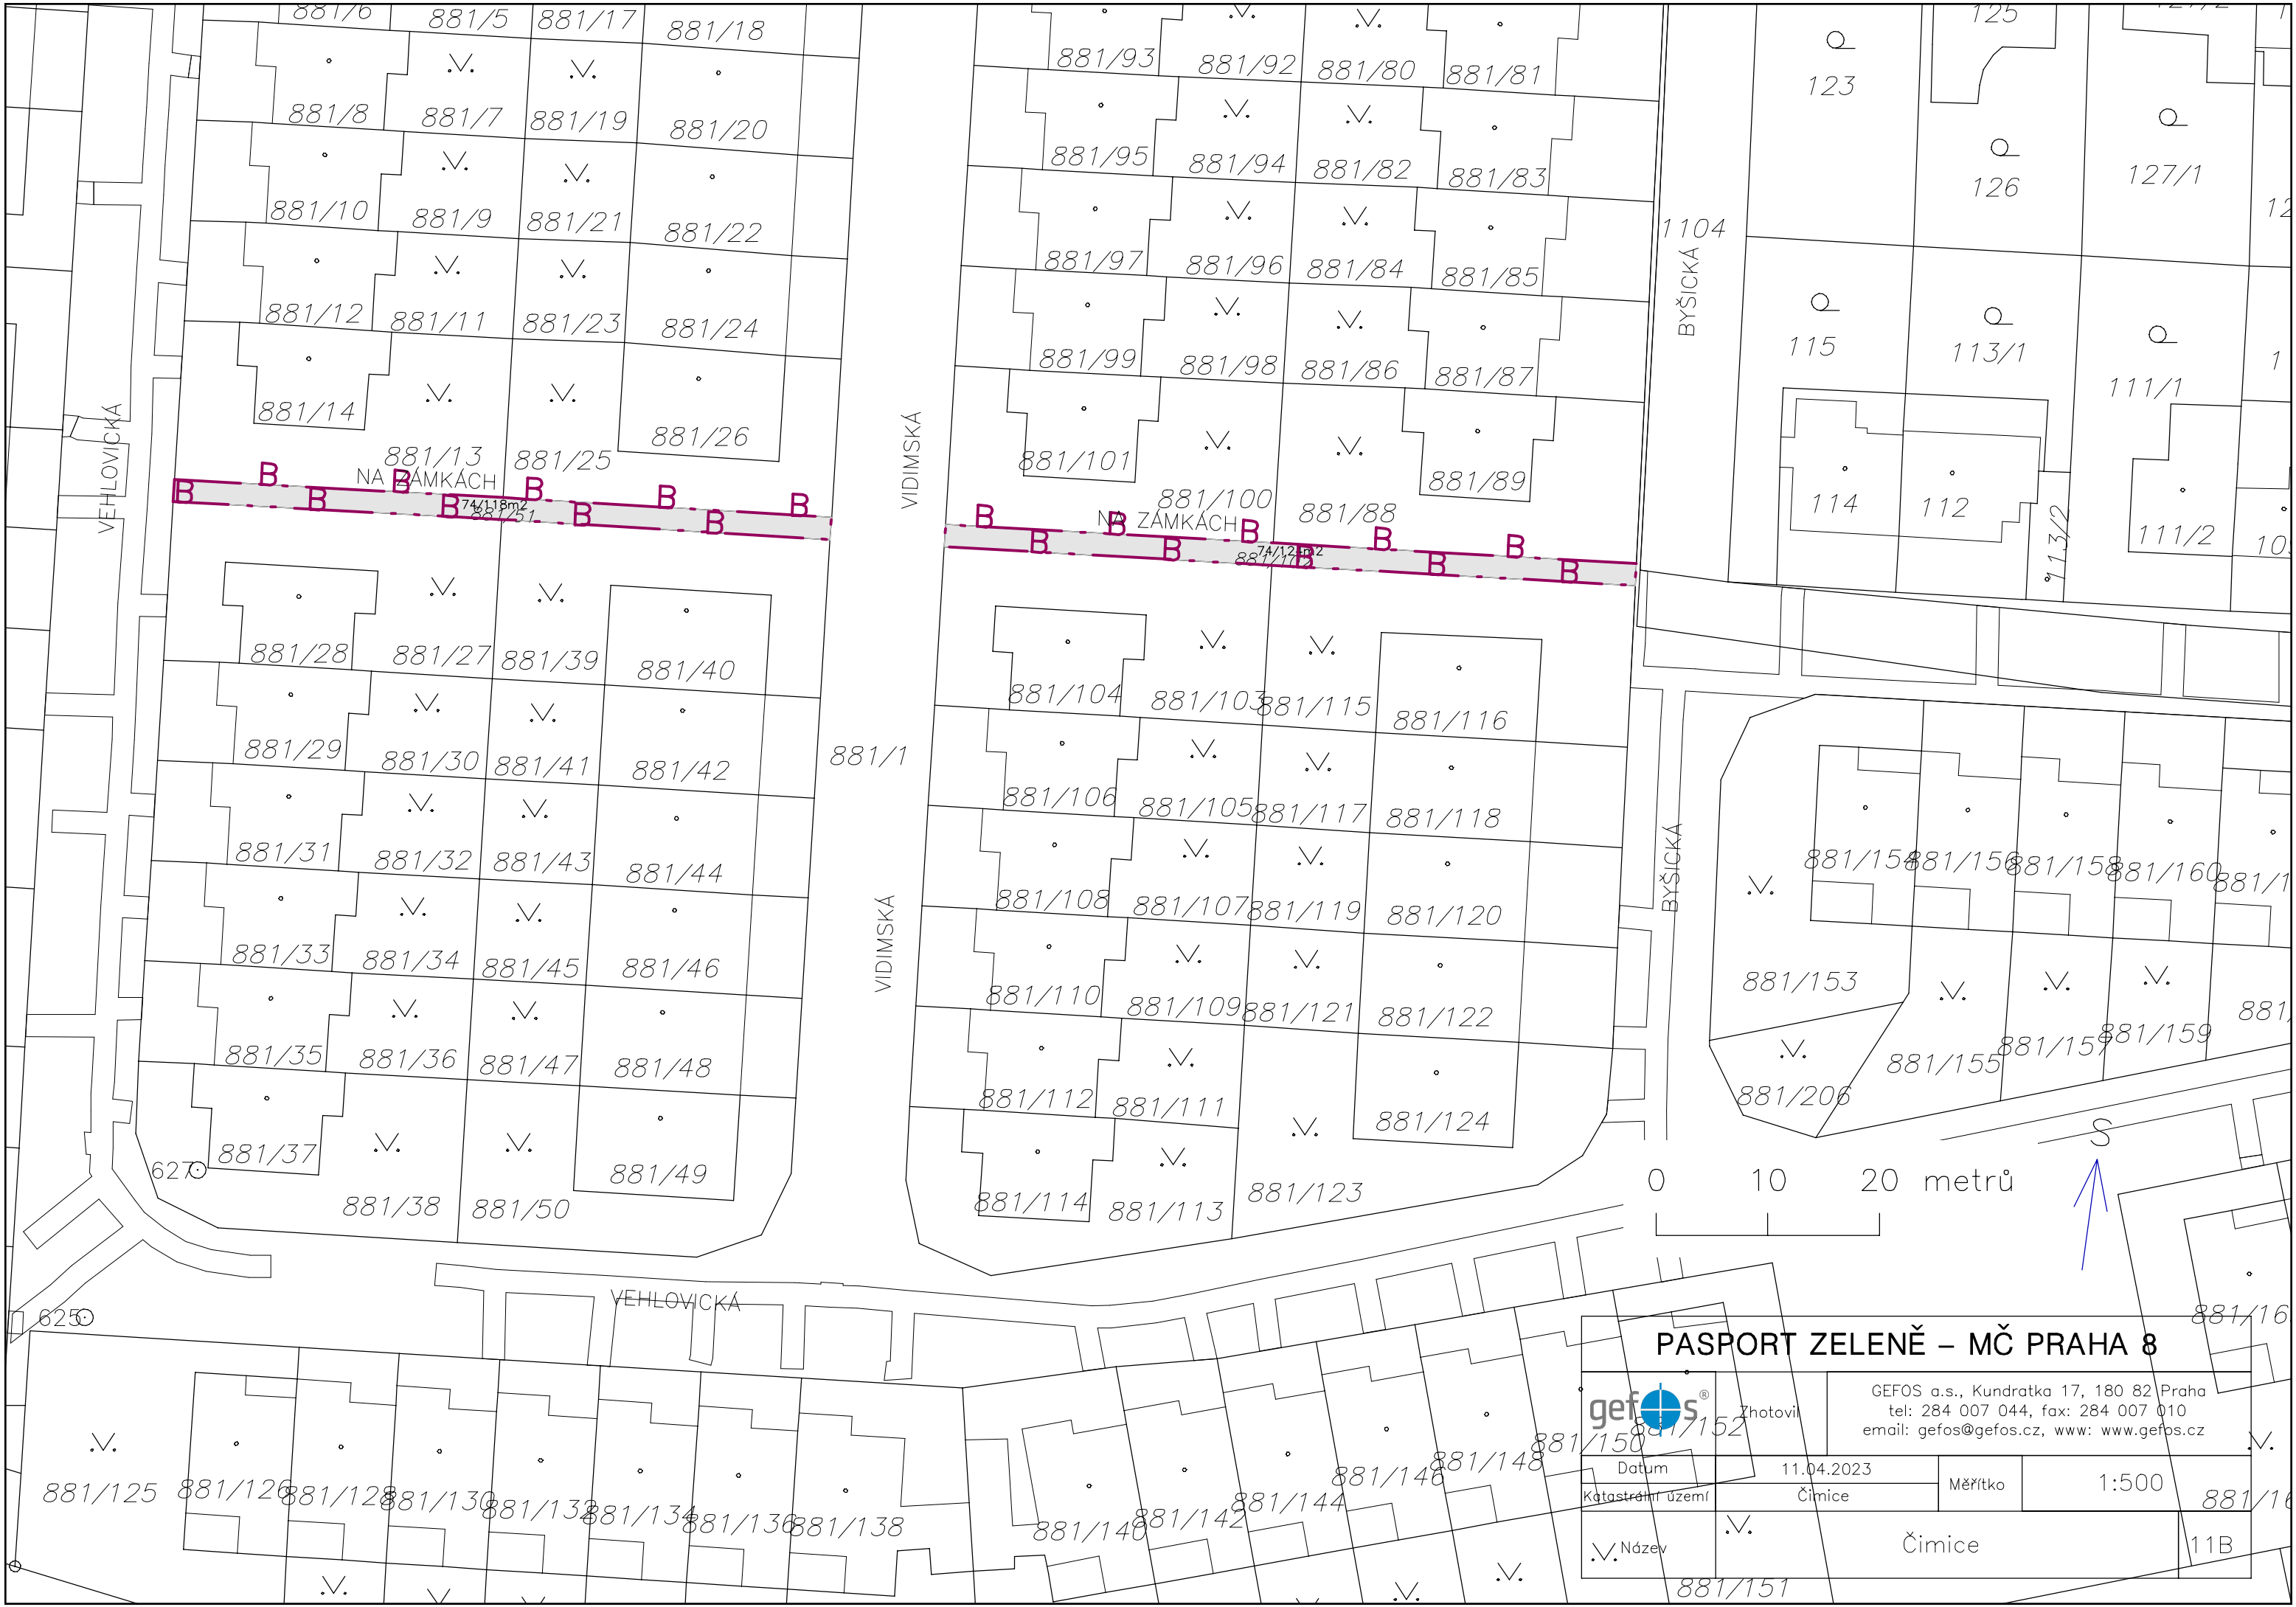 881/6 881/5 881/17 881/18
881/93 881/92 881/80 881/81
123 125
881/8 881/7 881/19 881/20
881/95 881/94 881/82 881/83
126 127/1
881/10 881/9 881/21 881/22
881/97 881/96 881/84 881/85
1104
BYŠICKÁ
881/12 881/11 881/23 881/24
881/99 881/98 881/86 881/87
115 113/1 111/1
881/14 881/13 881/25 881/26
881/101 881/100 881/88 881/89
114 112 113/2 111/2
VEHLOVICKÁ
VIDIMSKÁ
NA ZÁMKÁCH
B B B B B
B B B B B
74/118m2
881/51
NA ZÁMKÁCH
B B B B B
B B B B B
881/28 881/27 881/39 881/40
881/104 881/103 881/115 881/116
881/29 881/30 881/41 881/42
881/1
881/106 881/105 881/117 881/118
881/31 881/32 881/43 881/44
881/108 881/107 881/119 881/120
BYŠICKÁ
881/154 881/156 881/158 881/160
VIDIMSKÁ
881/33 881/34 881/45 881/46
881/110 881/109 881/121 881/122
881/153
881/35 881/36 881/47 881/48
881/112 881/111 881/124
881/155 881/157 881/159
881/206
627 881/37 881/38 881/50 881/49
881/114 881/113 881/123
0 10 20 metrů
S
625
VEHLOVICKÁ
881/125 881/126 881/128 881/130 881/132 881/134 881/136 881/138
881/140 881/142 881/144 881/146 881/148 881/150 881/152
881/151
PASPORT ZELENĚ – MČ PRAHA 8
gefos®
Zhotovil
GEFOS a.s., Kundratka 17, 180 82 Praha
tel: 284 007 044, fax: 284 007 010
email: gefos@gefos.cz, www: www.gefos.cz
Datum 11.04.2023
Měřítko 1:500
Katastrální území Čimice
Název Čimice 11B